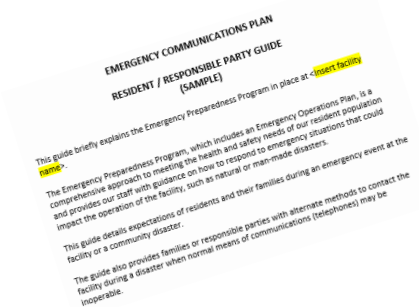 EMERGENCY COMMUNICATIONS PLAN
RESIDENT / RESPONSIBLE PARTY GUIDE
(SAMPLE)
This guide briefly explains the Emergency Preparedness Program in place at <insert facility
name>.
The Emergency Preparedness Program, which includes an Emergency Operations Plan, is a
comprehensive approach to meeting the health and safety needs of our resident population
and provides our staff with guidance on how to respond to emergency situations that could
impact the operation of the facility, such as natural or man-made disasters.
This guide details expectations of residents and their families during an emergency event at the
facility or a community disaster.
The guide also provides families or responsible parties with alternate methods to contact the
facility during a disaster when normal means of communications (telephones) may be
inoperable.